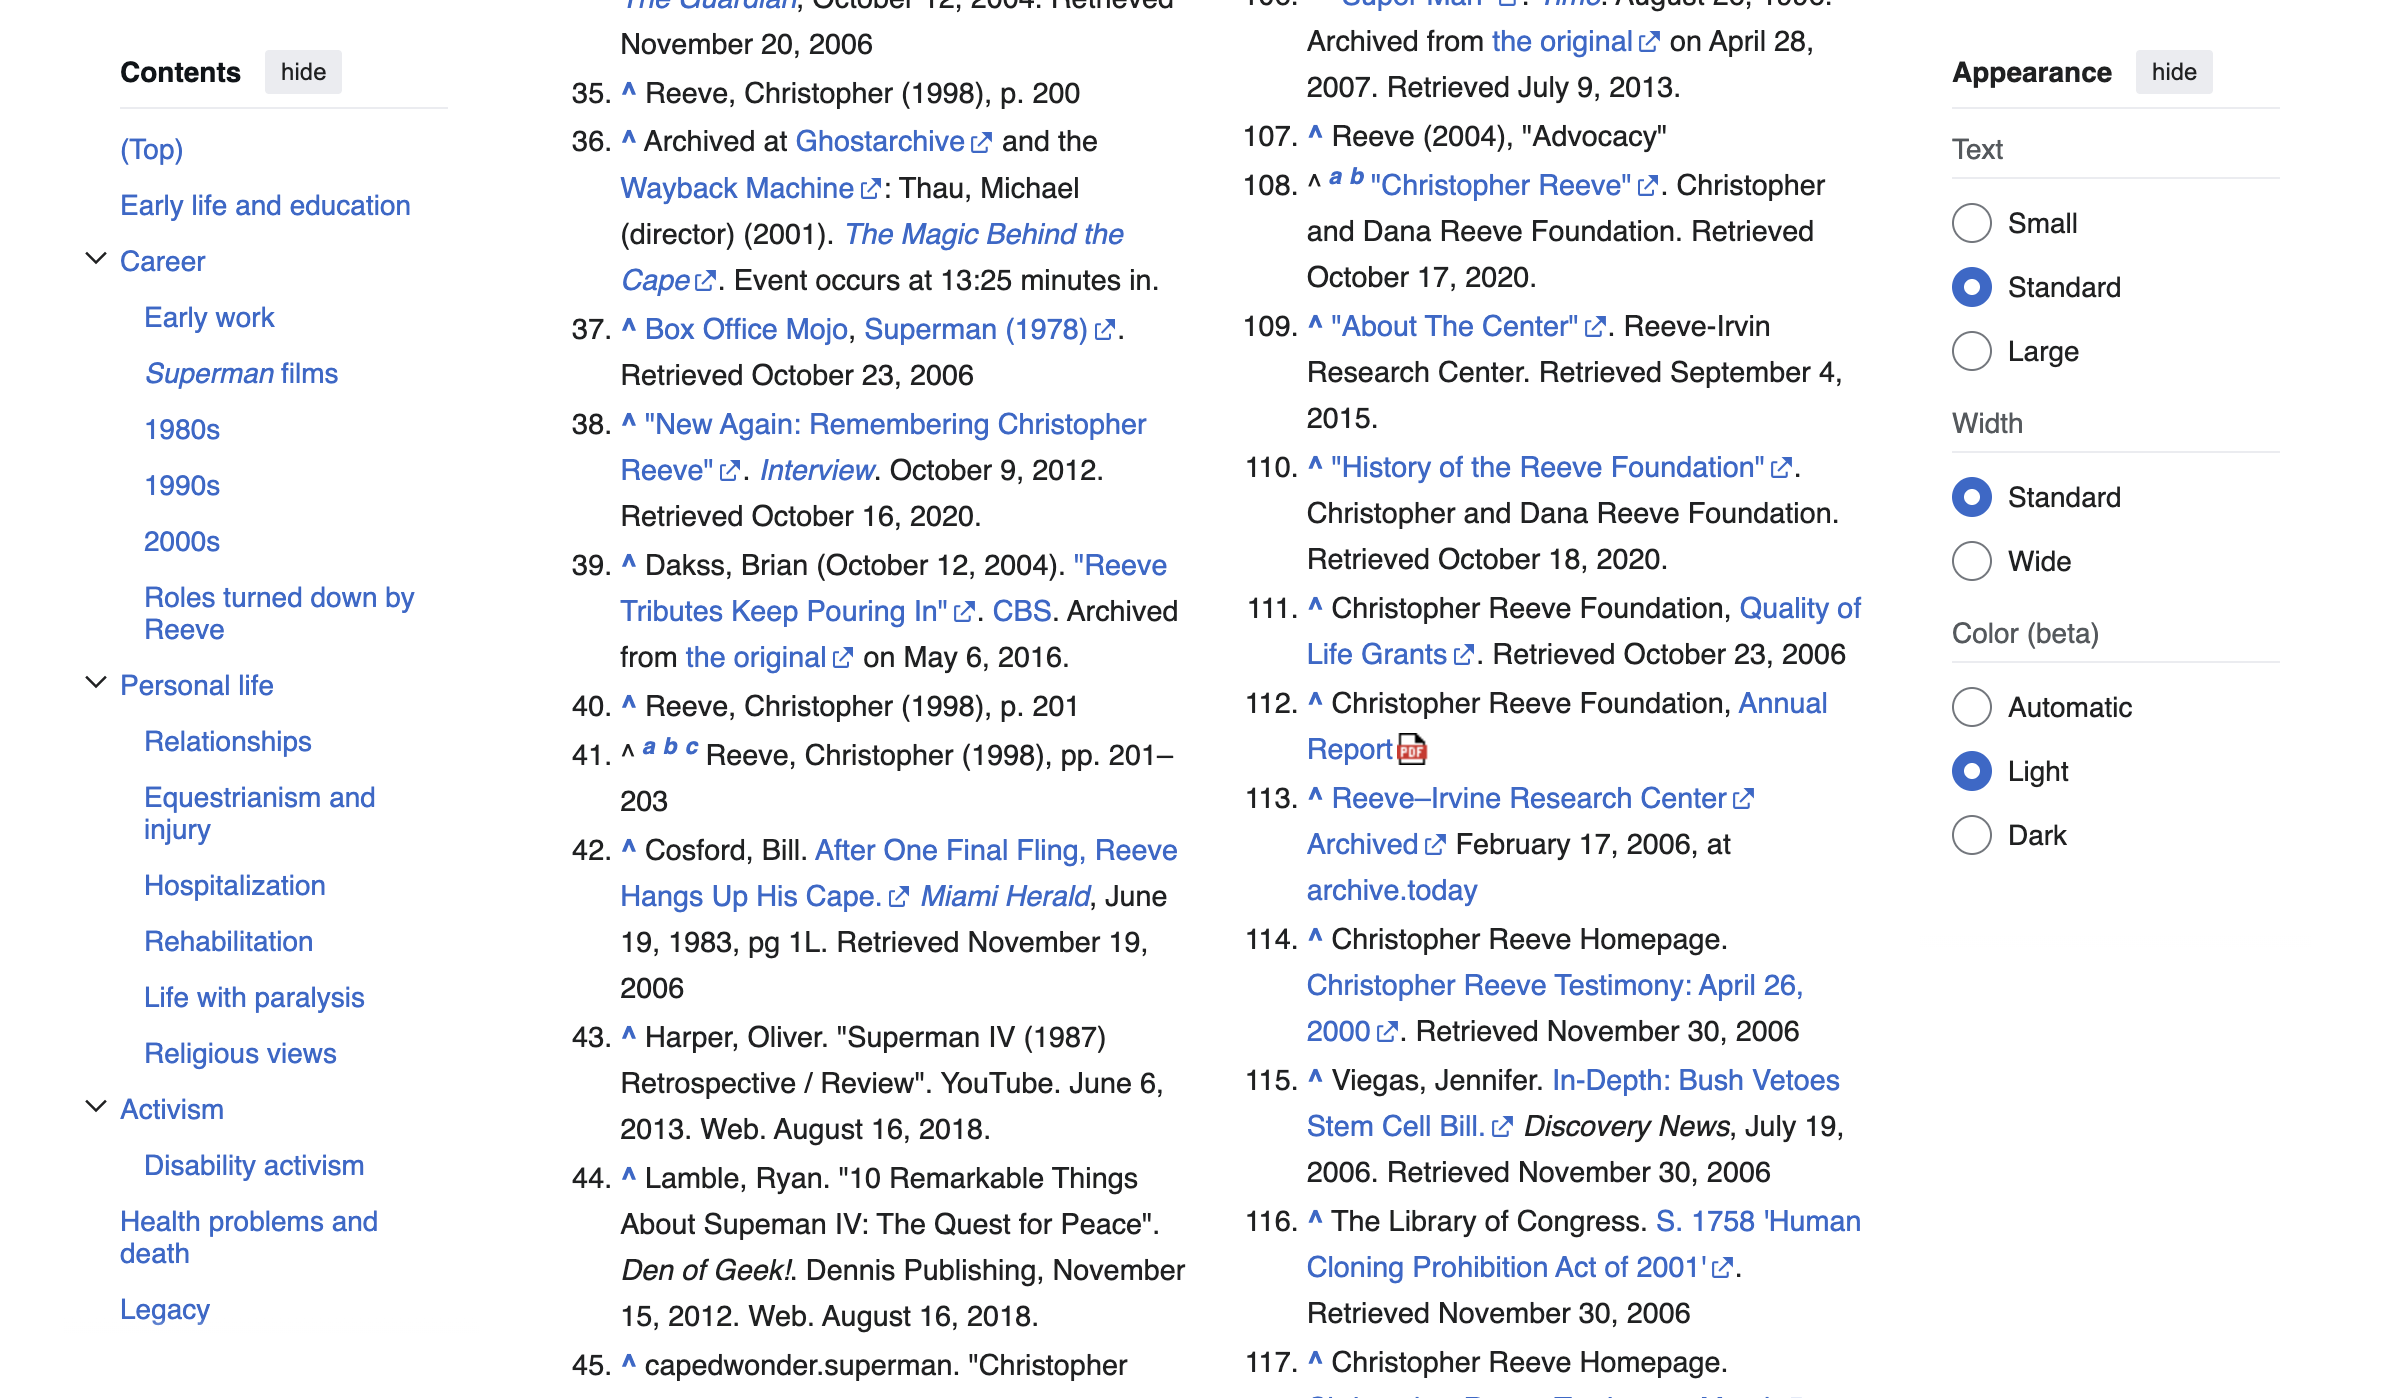 Contents hide
(Top)
Early life and education
Career
Early work
Superman films
1980s
1990s
2000s
Roles turned down by
Reeve
Personal life
Relationships
Equestrianism and
injury
Hospitalization
Rehabilitation
Life with paralysis
Religious views
Activism
Disability activism
Health problems and
death
Legacy
The Guardian, October 12, 2004. Retrieved
November 20, 2006
35. ^ Reeve, Christopher (1998), p. 200
36. ^ Archived at Ghostarchive and the
Wayback Machine: Thau, Michael
(director) (2001). The Magic Behind the
Cape. Event occurs at 13:25 minutes in.
37. ^ Box Office Mojo, Superman (1978).
Retrieved October 23, 2006
38. ^ "New Again: Remembering Christopher
Reeve". Interview. October 9, 2012.
Retrieved October 16, 2020.
39. ^ Dakss, Brian (October 12, 2004). "Reeve
Tributes Keep Pouring In". CBS. Archived
from the original on May 6, 2016.
40. ^ Reeve, Christopher (1998), p. 201
41. ^ a b c Reeve, Christopher (1998), pp. 201–
203
42. ^ Cosford, Bill. After One Final Fling, Reeve
Hangs Up His Cape. Miami Herald, June
19, 1983, pg 1L. Retrieved November 19,
2006
43. ^ Harper, Oliver. "Superman IV (1987)
Retrospective / Review". YouTube. June 6,
2013. Web. August 16, 2018.
44. ^ Lamble, Ryan. "10 Remarkable Things
About Supeman IV: The Quest for Peace".
Den of Geek!. Dennis Publishing, November
15, 2012. Web. August 16, 2018.
45. ^ capedwonder.superman. "Christopher
106. ^ "Super Man". Time. August 26, 1996.
Archived from the original on April 28,
2007. Retrieved July 9, 2013.
107. ^ Reeve (2004), "Advocacy"
108. ^ a b "Christopher Reeve". Christopher
and Dana Reeve Foundation. Retrieved
October 17, 2020.
109. ^ "About The Center". Reeve-Irvin
Research Center. Retrieved September 4,
2015.
110. ^ "History of the Reeve Foundation".
Christopher and Dana Reeve Foundation.
Retrieved October 18, 2020.
111. ^ Christopher Reeve Foundation, Quality of
Life Grants. Retrieved October 23, 2006
112. ^ Christopher Reeve Foundation, Annual
Report PDF
113. ^ Reeve–Irvine Research Center
Archived February 17, 2006, at
archive.today
114. ^ Christopher Reeve Homepage.
Christopher Reeve Testimony: April 26,
2000. Retrieved November 30, 2006
115. ^ Viegas, Jennifer. In-Depth: Bush Vetoes
Stem Cell Bill. Discovery News, July 19,
2006. Retrieved November 30, 2006
116. ^ The Library of Congress. S. 1758 'Human
Cloning Prohibition Act of 2001'.
Retrieved November 30, 2006
117. ^ Christopher Reeve Homepage.
Appearance hide
Text
Small
Standard
Large
Width
Standard
Wide
Color (beta)
Automatic
Light
Dark